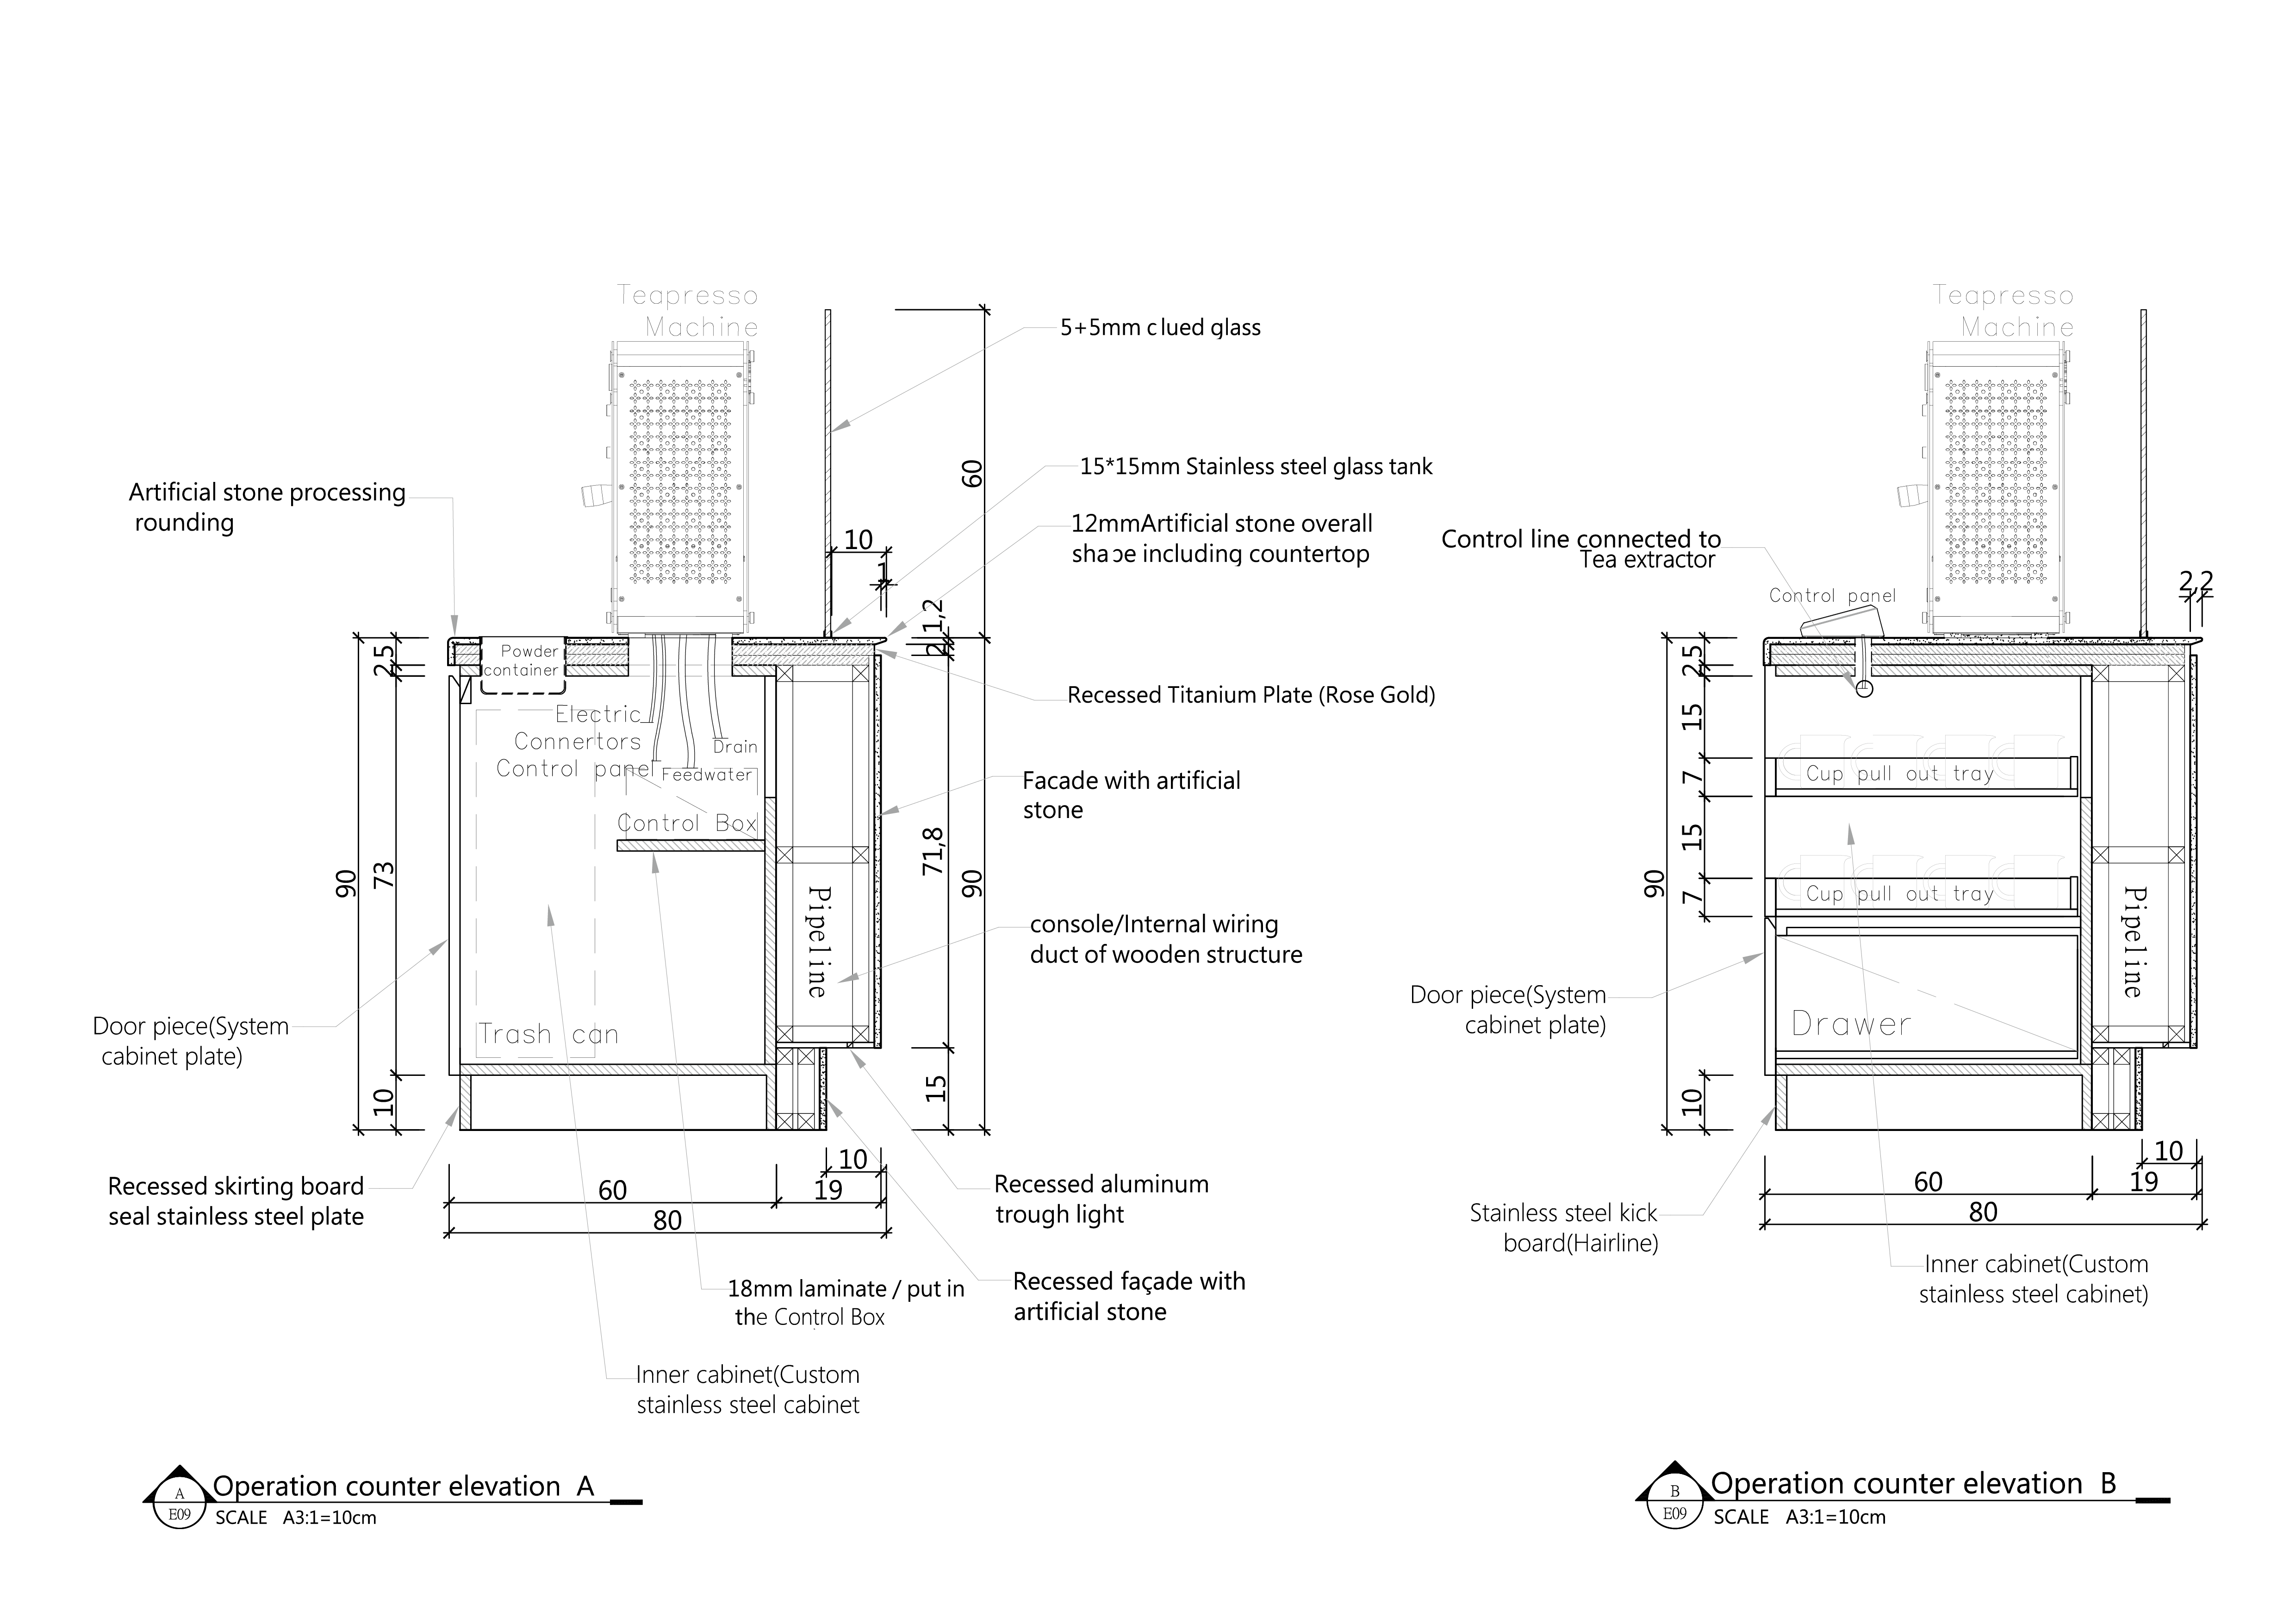 Teapresso
Machine
5+5mm c lued glass
60
15*15mm Stainless steel glass tank
Artificial stone processing
rounding
12mmArtificial stone overall
including countertop
10
1
1,2
2
5
2
Powder
container
Recessed Titanium Plate (Rose Gold)
Electric
Connertors
Control panel
Drain
Feedwater
Control Box
Facade with artificial
stone
71,8
90
73
90
Pipeline
console/Internal wiring
duct of wooden structure
Door piece(System
cabinet plate)
Trash can
10
15
Recessed skirting board
seal stainless steel plate
10
60
19
80
Recessed aluminum
trough light
18mm laminate / put in
the Control Box
Recessed façade with
artificial stone
Inner cabinet(Custom
stainless steel cabinet
A
E09
Operation counter elevation A
SCALE A3:1=10cm
Teapresso
Machine
Control line connected to
Tea extractor
Control panel
2,2
5
2
15
Cup pull out tray
7
15
Cup pull out tray
7
90
Pipeline
Door piece(System
cabinet plate)
Drawer
10
10
60
19
80
Stainless steel kick
board(Hairline)
Inner cabinet(Custom
stainless steel cabinet)
B
E09
Operation counter elevation B
SCALE A3:1=10cm